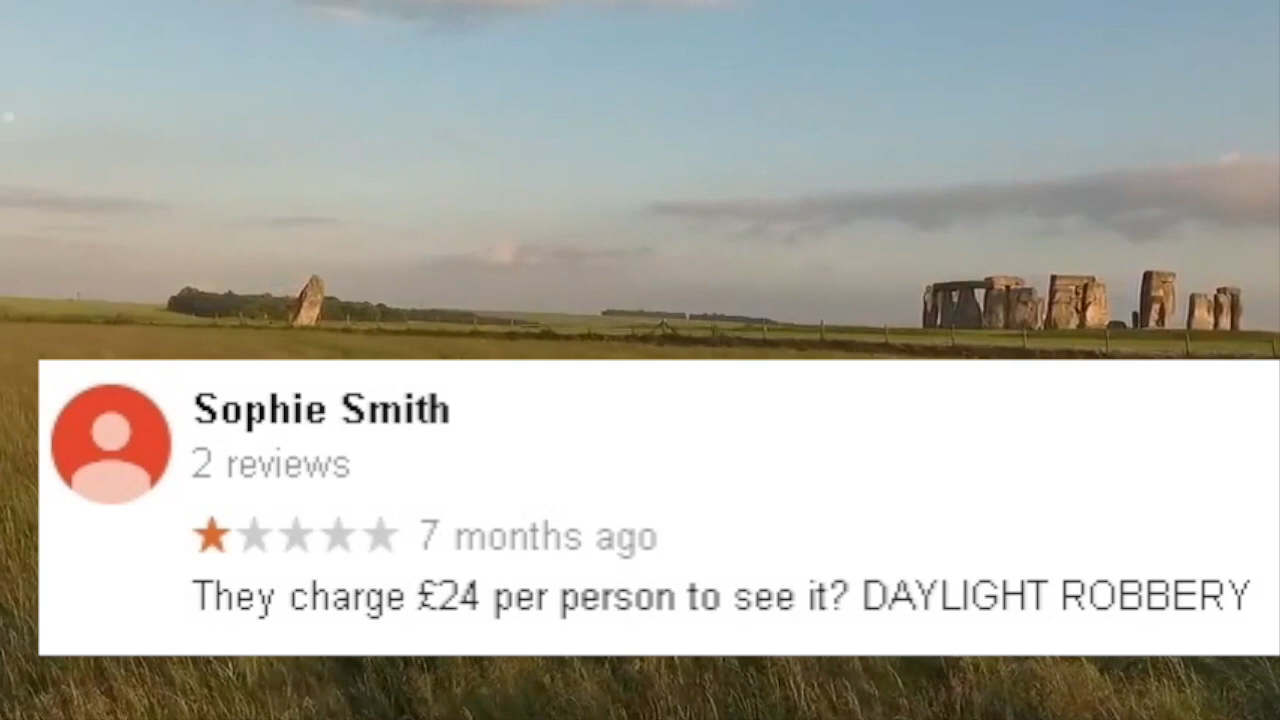 Sophie Smith
2 reviews
7 months ago
They charge £24 per person to see it? DAYLIGHT ROBBERY